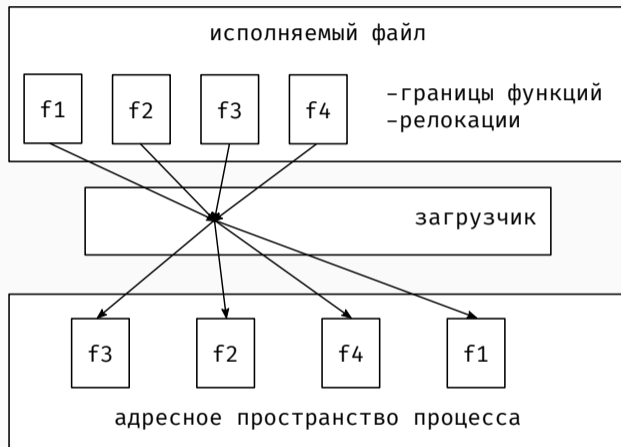 исполняемый файл
f1 f2 f3 f4
–границы функций
–релокации
загрузчик
f3 f2 f4 f1
адресное пространство процесса